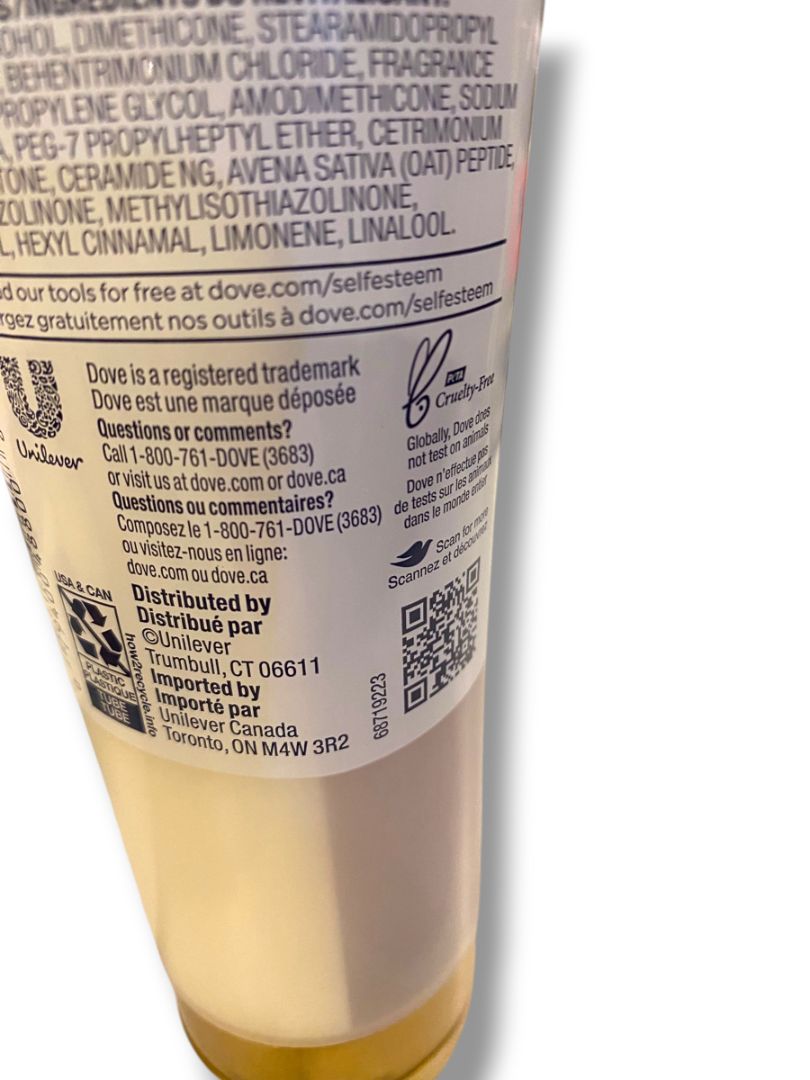 DIMETHICONE, STEARAMIDOPROPYL
BEHENTRIMONIUM CHLORIDE, FRAGRANCE
PROPYLENE GLYCOL, AMODIMETHICONE, SODIUM
PEG-7 PROPYLHEPTYL ETHER, CETRIMONIUM
CERAMIDE NG, AVENA SATIVA (OAT) PEPTIDE,
METHYLISOTHIAZOLINONE,
HEXYL CINNAMAL, LIMONENE, LINALOOL.
our tools for free at dove.com/selfesteem
gratuitement nos outils à dove.com/selfesteem
Unilever
Dove is a registered trademark
Dove est une marque déposée
Questions or comments?
Call 1-800-761-DOVE (3683)
or visit us at dove.com or dove.ca
Questions ou commentaires?
Composez le 1-800-761-DOVE (3683)
ou visitez-nous en ligne:
dove.com ou dove.ca
Distributed by
Distribué par
©Unilever
Trumbull, CT 06611
Imported by
Importé par
Unilever Canada
Toronto, ON M4W 3R2
PETA
Cruelty-Free
Globally, Dove does
not test on animals
Dove n'effectue pas
de tests sur les animaux
dans le monde entier
Scan for more
Scannez et découvrez
68719223
USA & CAN
PLASTIC
PLASTIQUE
TUBE
TUBE
how2recycle.info